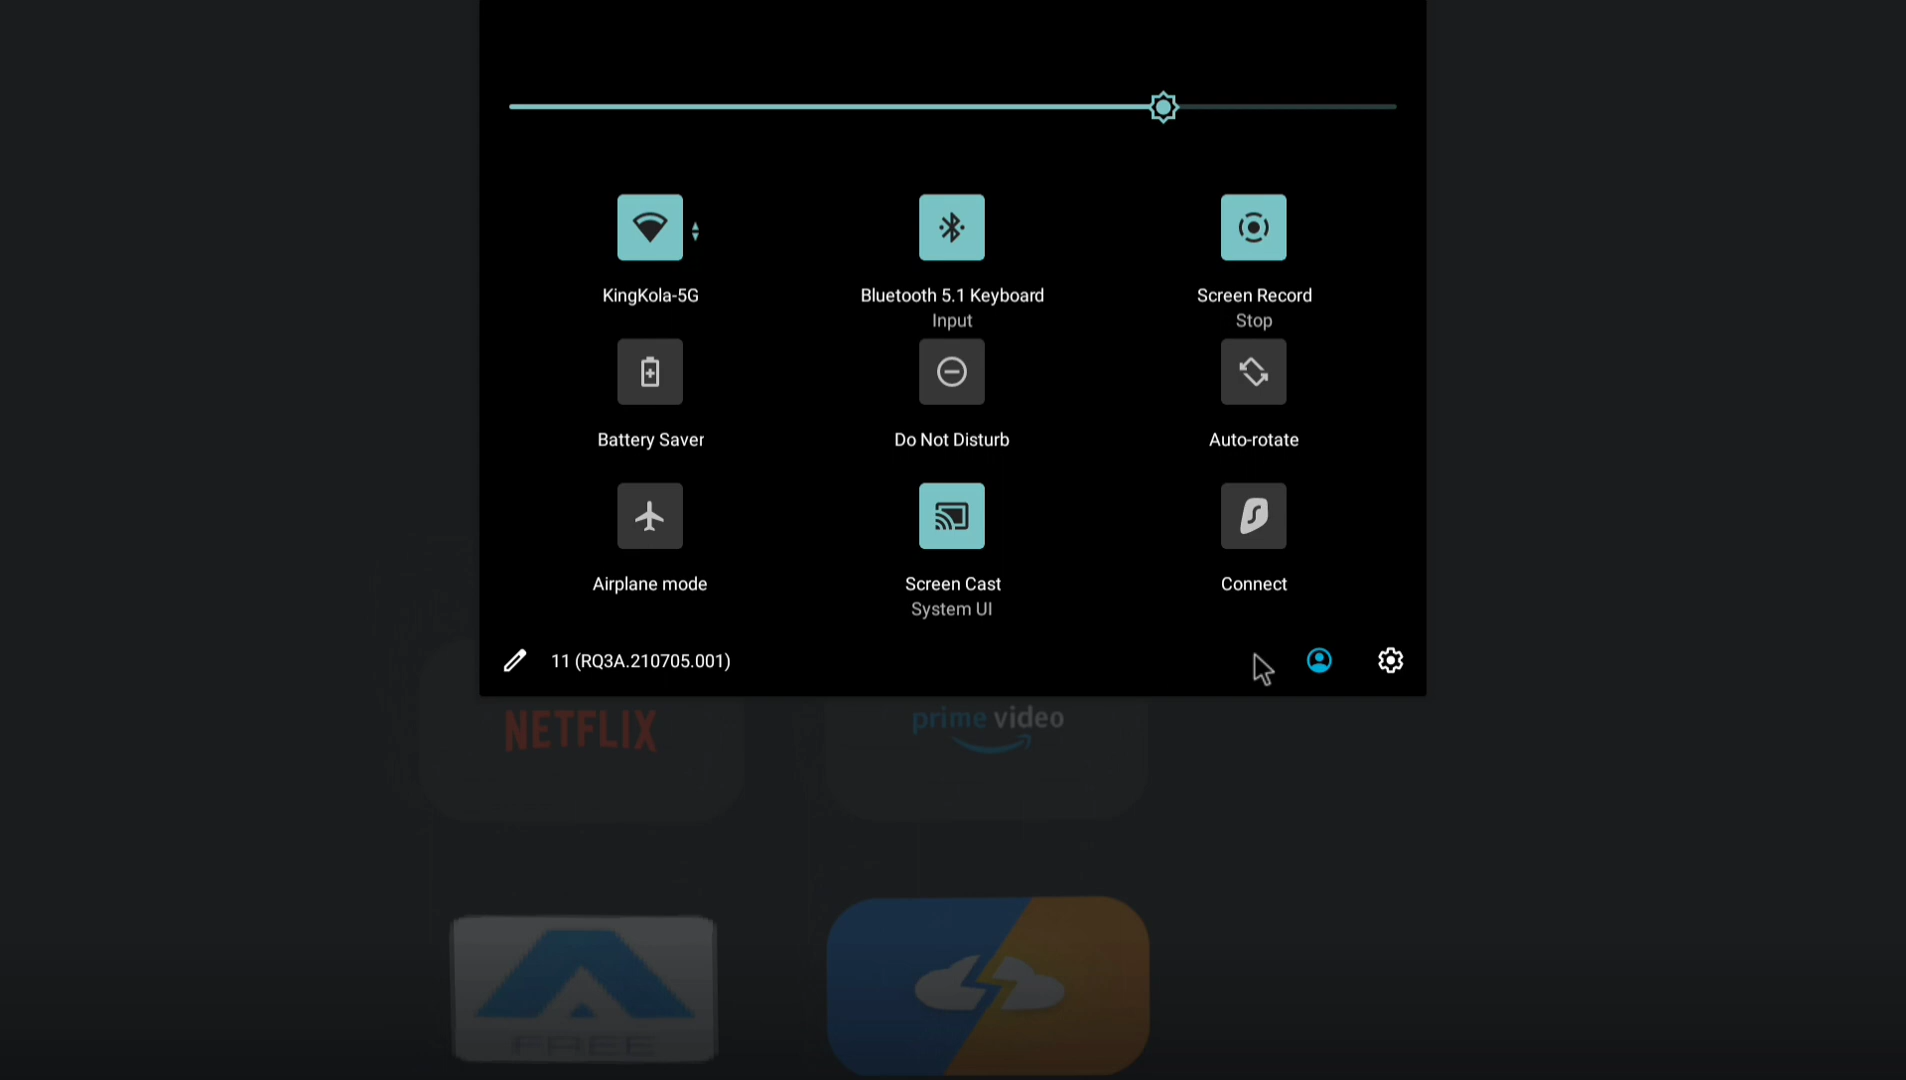 KingKola-5G
Bluetooth 5.1 Keyboard
Input
Screen Record
Stop
Battery Saver
Do Not Disturb
Auto-rotate
Airplane mode
Screen Cast
System UI
Connect
11 (RQ3A.210705.001)
NETFLIX
prime video
FREE